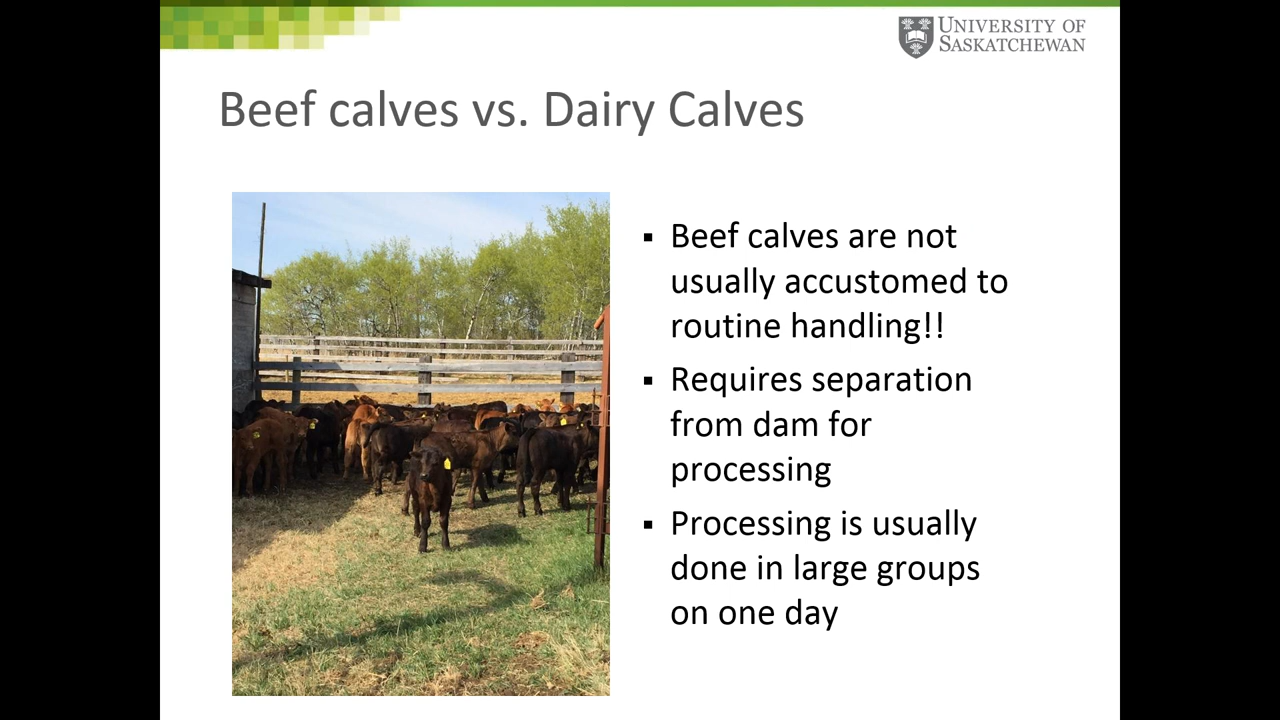 UNIVERSITY OF
SASKATCHEWAN
Beef calves vs. Dairy Calves
▪ Beef calves are not
usually accustomed to
routine handling!!
▪ Requires separation
from dam for
processing
▪ Processing is usually
done in large groups
on one day